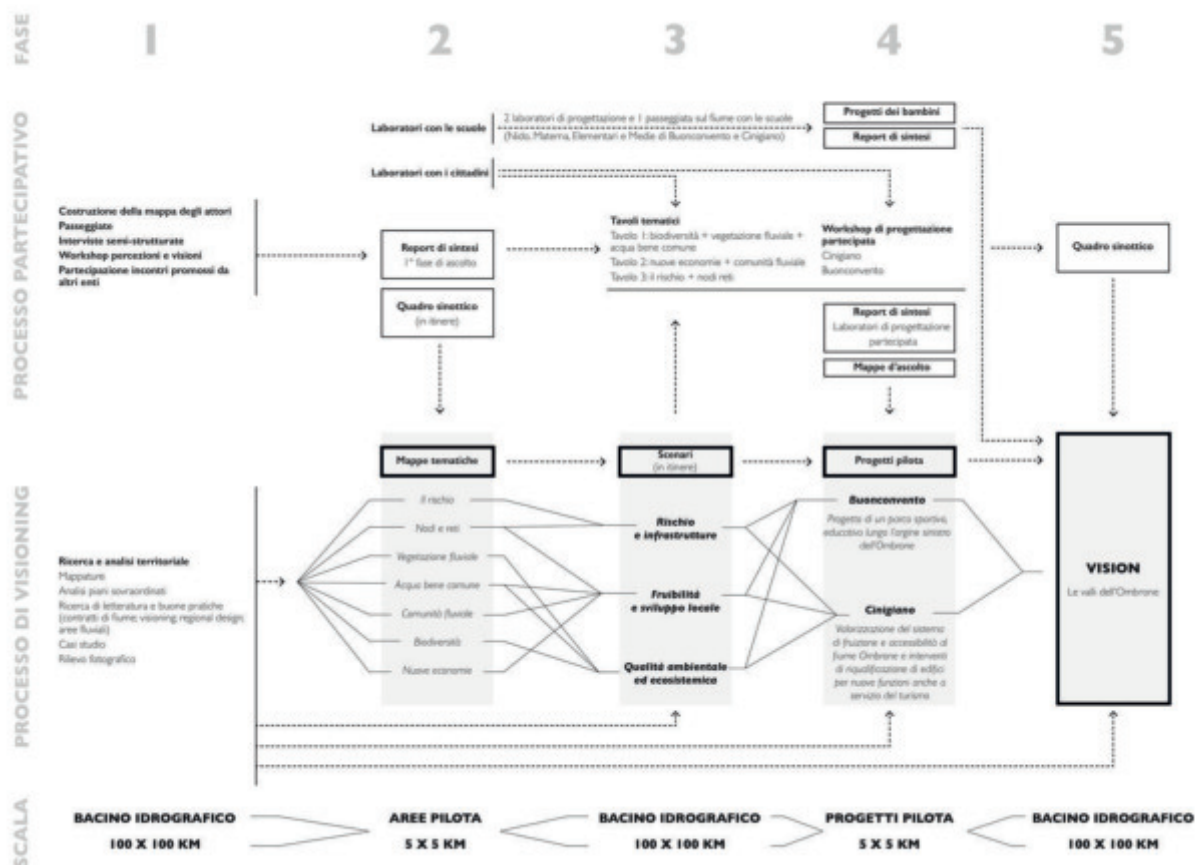 FASE
1
2
3
4
5
PROCESSO PARTECIPATIVO
Laboratori con le scuole
2 laboratori di progettazione e 1 passeggiata sul fiume con le scuole
(Nido, Materna, Elementari e Medie di Buonconvento e Cinigiano)
Progetti dei bambini
Report di sintesi
Laboratori con i cittadini
Costruzione della mappa degli attori
Passeggiate
Interviste semi-strutturate
Workshop percezioni e visioni
Partecipazione incontri promossi da
altri enti
Report di sintesi
1° fase di ascolto
Quadro sinottico
(in itinere)
Tavoli tematici
Tavolo 1: biodiversità + vegetazione fluviale +
acqua bene comune
Tavolo 2: nuove economie + comunità fluviale
Tavolo 3: il rischio + nodi reti
Workshop di progettazione
partecipata
Cinigiano
Buonconvento
Report di sintesi
Laboratori di progettazione
partecipata
Mappe d'ascolto
Quadro sinottico
PROCESSO DI VISIONING
Ricerca e analisi territoriale
Mappature
Analisi piani sovraordinati
Ricerca di letteratura e buone pratiche
(contratti di fiume; visioning; regional design;
aree fluviali)
Casi studio
Rilievo fotografico
Mappe tematiche
Il rischio
Nodi e reti
Vegetazione fluviale
Acqua bene comune
Comunità fluviale
Biodiversità
Nuove economie
Scenari
(in itinere)
Rischio
e infrastrutture
Fruibilità
e sviluppo locale
Qualità ambientale
ed ecosistemica
Progetti pilota
Buonconvento
Progetto di un parco sportivo,
educativo lungo l'argine sinistro
dell'Ombrone
Cinigiano
Valorizzazione del sistema
di fruizione e accessibilità al
fiume Ombrone e interventi
di riqualificazione di edifici
per nuove funzioni anche a
servizio del turismo
VISION
Le valli dell'Ombrone
SCALA
BACINO IDROGRAFICO
100 X 100 KM
AREE PILOTA
5 X 5 KM
BACINO IDROGRAFICO
100 X 100 KM
PROGETTI PILOTA
5 X 5 KM
BACINO IDROGRAFICO
100 X 100 KM